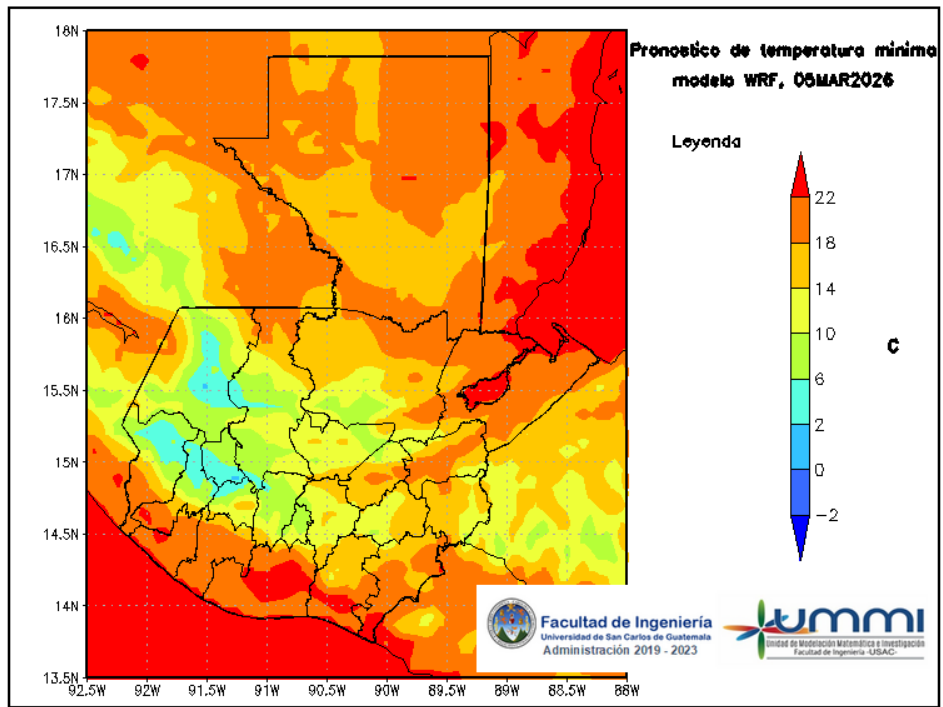 Pronostico de temperatura minima
modelo WRF, 05MAR2026
Leyenda
22
18
14
10
6
2
0
−2
C
18N
17.5N
17N
16.5N
16N
15.5N
15N
14.5N
14N
13.5N
92.5W
92W
91.5W
91W
90.5W
90W
89.5W
89W
88.5W
88W
Facultad de Ingeniería
Universidad de San Carlos de Guatemala
Administración 2019 - 2023
UMMI
Unidad de Modelación Matemática e Investigación
Facultad de Ingeniería -USAC-